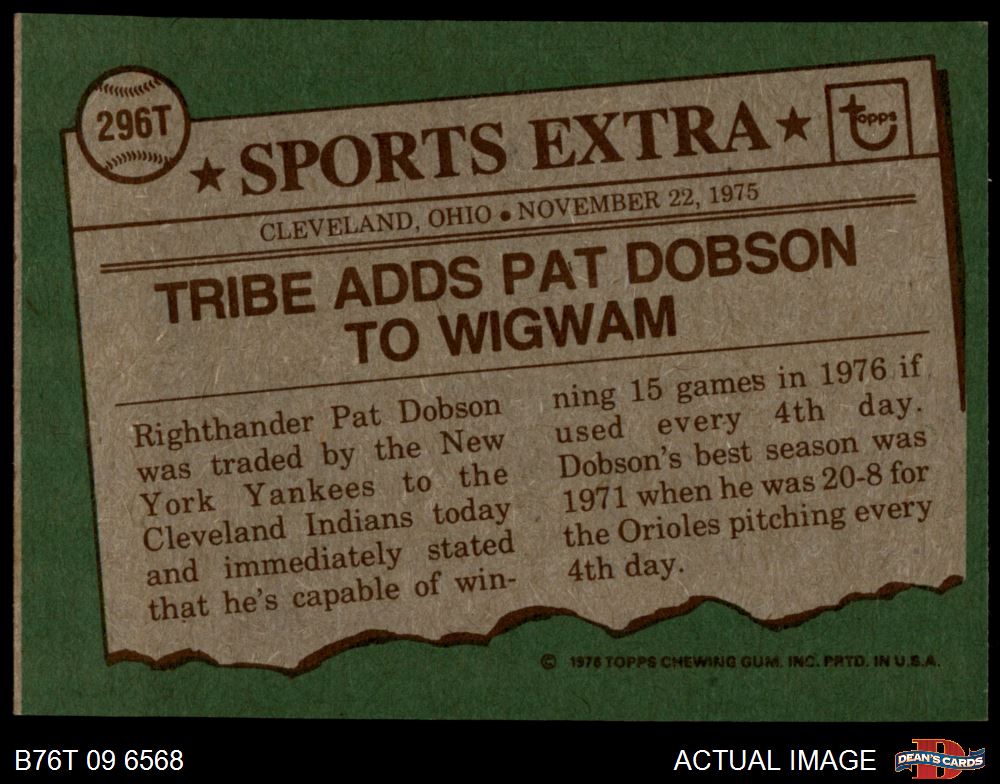 296T
★ SPORTS EXTRA ★
topps
CLEVELAND, OHIO • NOVEMBER 22, 1975
TRIBE ADDS PAT DOBSON
TO WIGWAM
Righthander Pat Dobson
was traded by the New
York Yankees to the
Cleveland Indians today
and immediately stated
that he's capable of win-
ning 15 games in 1976 if
used every 4th day.
Dobson's best season was
1971 when he was 20-8 for
the Orioles pitching every
4th day.
© 1976 TOPPS CHEWING GUM, INC. PRTD. IN U.S.A.
B76T 09 6568
ACTUAL IMAGE
D
DEAN'S CARDS